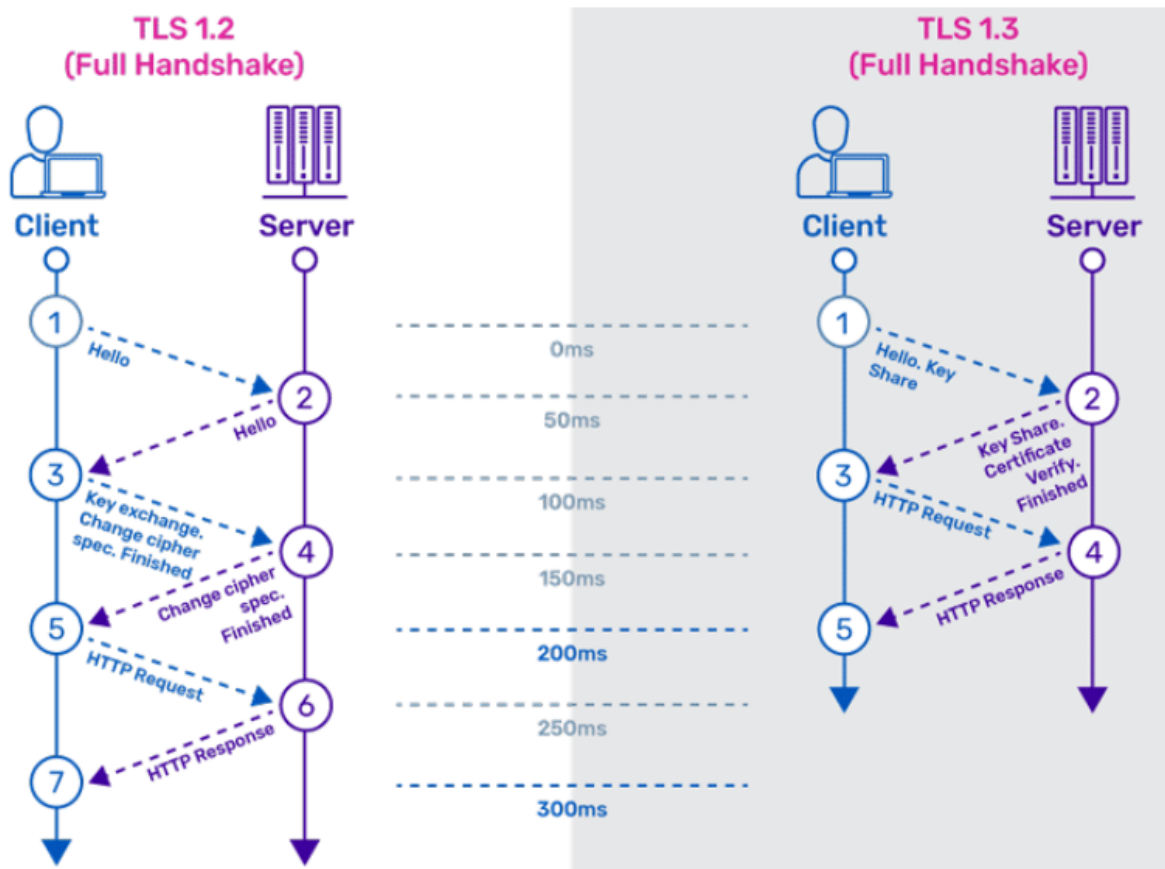 TLS 1.2
(Full Handshake)
Client
Server
1
Hello
2
Hello
3
Key exchange.
Change cipher
spec. Finished
4
Change cipher
spec.
Finished
5
HTTP Request
6
HTTP Response
7
0ms
50ms
100ms
150ms
200ms
250ms
300ms
TLS 1.3
(Full Handshake)
Client
Server
1
Hello. Key
Share
2
Key Share.
Certificate
Verify.
Finished
3
HTTP Request
4
HTTP Response
5